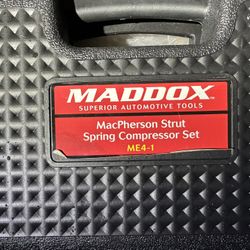 MADDOX
SUPERIOR AUTOMOTIVE TOOLS
MacPherson Strut
Spring Compressor Set
ME4-1